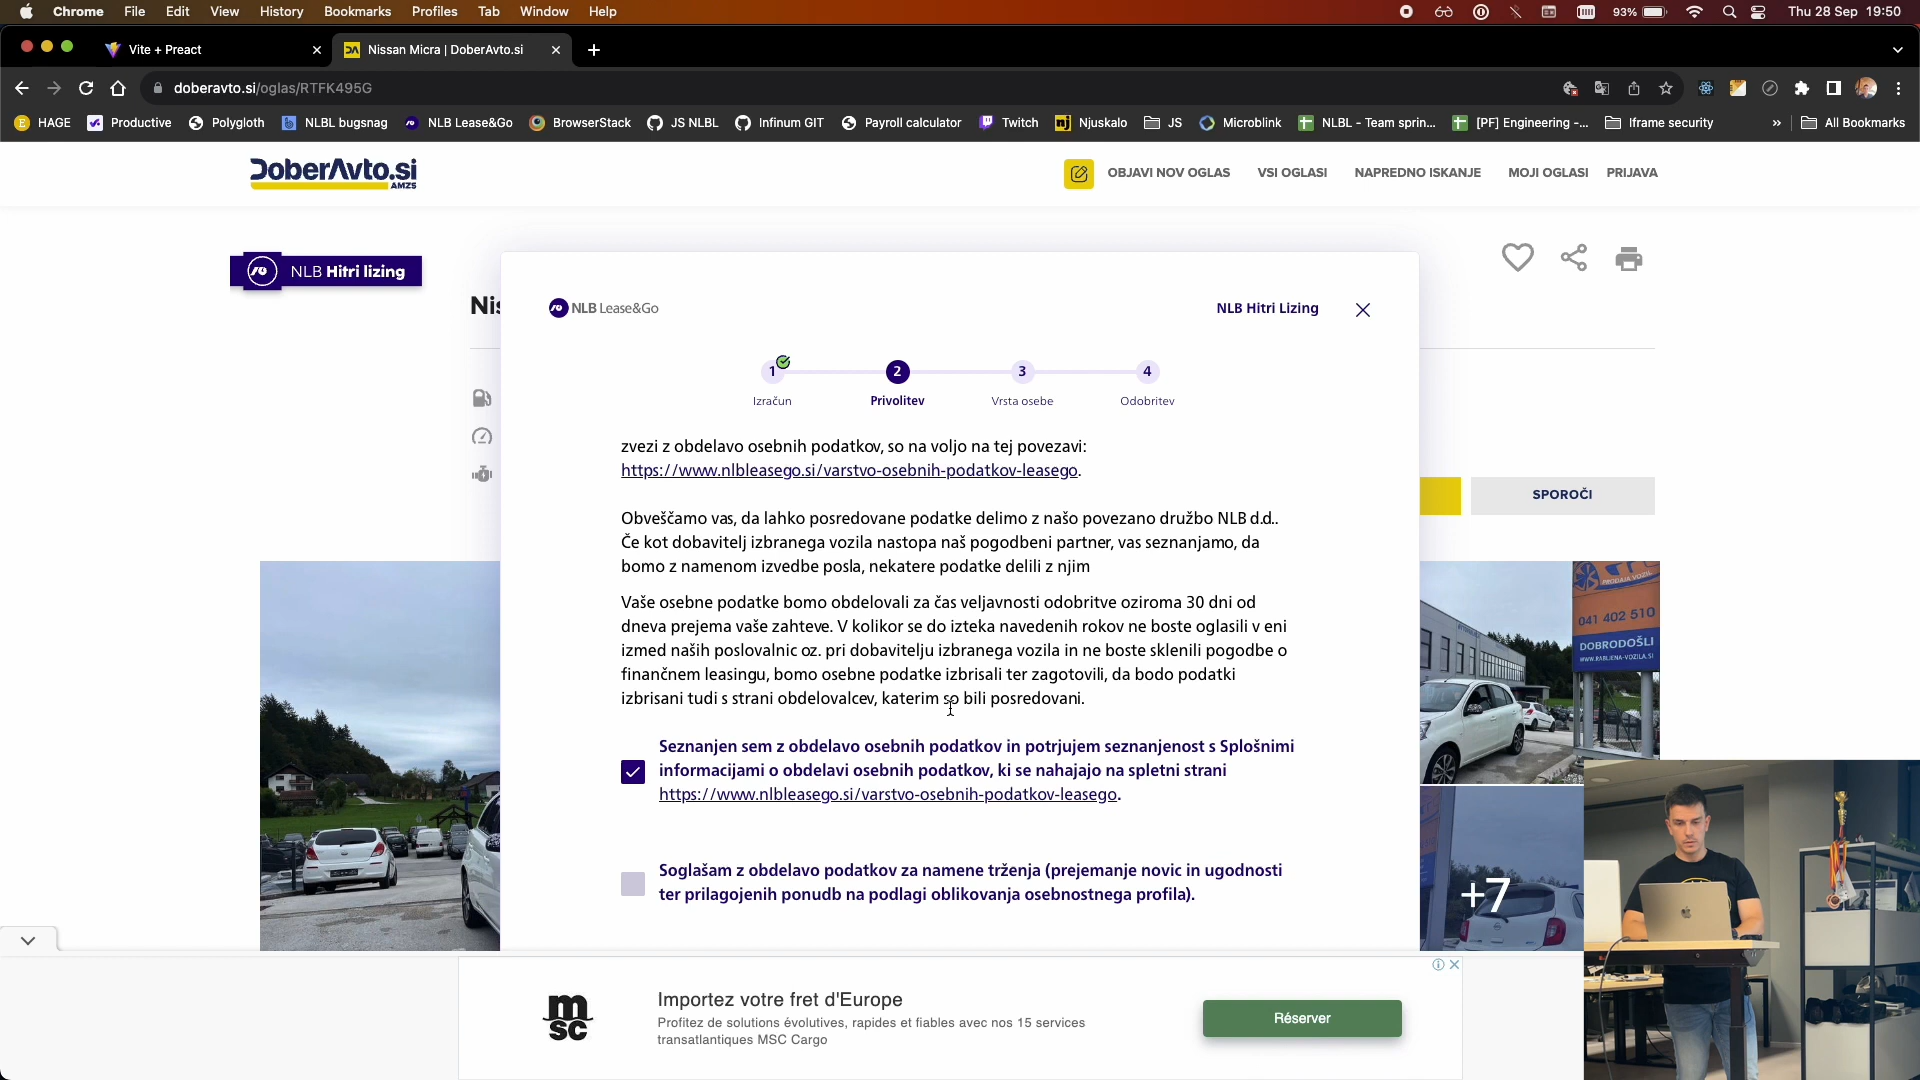 Chrome File Edit View History Bookmarks Profiles Tab Window Help 93% Thu 28 Sep 19:50
Vite + Preact
Nissan Micra | DoberAvto.si
doberavto.si/oglas/RTFK495G
HAGE Productive Polygloth NLBL bugsnag NLB Lease&Go BrowserStack JS NLBL Infinum GIT Payroll calculator Twitch Njuskalo JS Microblink NLBL - Team sprin... [PF] Engineering -... Iframe security » All Bookmarks
DoberAvto.si
AMZS
OBJAVI NOV OGLAS VSI OGLASI NAPREDNO ISKANJE MOJI OGLASI PRIJAVA
NLB Hitri lizing
Nis
NLB Lease&Go
NLB Hitri Lizing
1 2 3 4
Izračun Privolitev Vrsta osebe Odobritev
zvezi z obdelavo osebnih podatkov, so na voljo na tej povezavi:
https://www.nlbleasego.si/varstvo-osebnih-podatkov-leasego.
Obveščamo vas, da lahko posredovane podatke delimo z našo povezano družbo NLB d.d..
Če kot dobavitelj izbranega vozila nastopa naš pogodbeni partner, vas seznanjamo, da
bomo z namenom izvedbe posla, nekatere podatke delili z njim
Vaše osebne podatke bomo obdelovali za čas veljavnosti odobritve oziroma 30 dni od
dneva prejema vaše zahteve. V kolikor se do izteka navedenih rokov ne boste oglasili v eni
izmed naših poslovalnic oz. pri dobavitelju izbranega vozila in ne boste sklenili pogodbe o
finančnem leasingu, bomo osebne podatke izbrisali ter zagotovili, da bodo podatki
izbrisani tudi s strani obdelovalcev, katerim so bili posredovani.
Seznanjen sem z obdelavo osebnih podatkov in potrjujem seznanjenost s Splošnimi
informacijami o obdelavi osebnih podatkov, ki se nahajajo na spletni strani
https://www.nlbleasego.si/varstvo-osebnih-podatkov-leasego.
Soglašam z obdelavo podatkov za namene trženja (prejemanje novic in ugodnosti
ter prilagojenih ponudb na podlagi oblikovanja osebnostnega profila).
SPOROČI
PRODAJA VOZIL
041 402 510
DOBRODOŠLI
WWW.RABLJENA-VOZILA.SI
+7
msc
Importez votre fret d'Europe
Profitez de solutions évolutives, rapides et fiables avec nos 15 services
transatlantiques MSC Cargo
Réserver